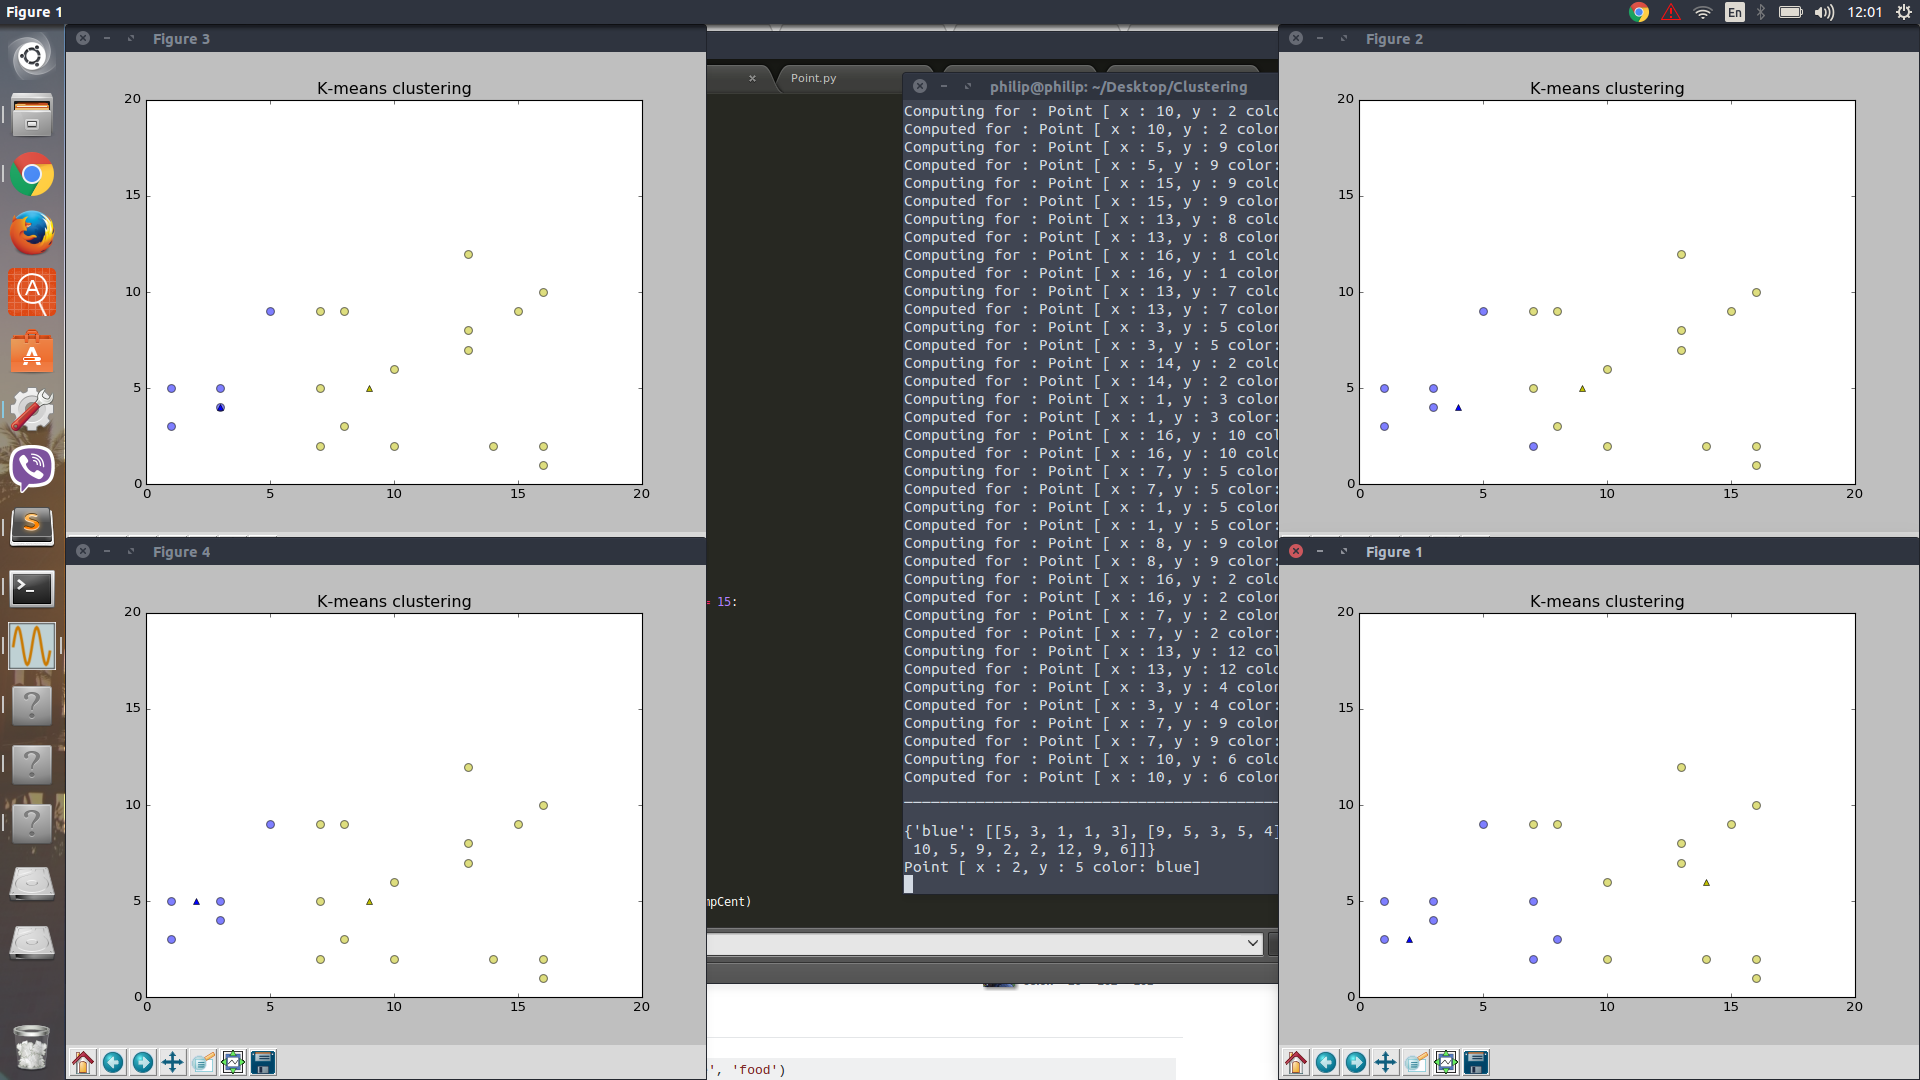 Figure 1
En
12:01
Figure 3
K-means clustering
20
15
10
5
0
0 5 10 15 20
Figure 4
K-means clustering
20
15
10
5
0
0 5 10 15 20
Point.py
= 15:
mpCent)
', 'food')
philip@philip: ~/Desktop/Clustering
Computing for : Point [ x : 10, y : 2 colo
Computed for : Point [ x : 10, y : 2 color
Computing for : Point [ x : 5, y : 9 color
Computed for : Point [ x : 5, y : 9 color:
Computing for : Point [ x : 15, y : 9 colo
Computed for : Point [ x : 15, y : 9 color
Computing for : Point [ x : 13, y : 8 colo
Computed for : Point [ x : 13, y : 8 color
Computing for : Point [ x : 16, y : 1 colo
Computed for : Point [ x : 16, y : 1 color
Computing for : Point [ x : 13, y : 7 colo
Computed for : Point [ x : 13, y : 7 color
Computing for : Point [ x : 3, y : 5 color
Computed for : Point [ x : 3, y : 5 color:
Computing for : Point [ x : 14, y : 2 colo
Computed for : Point [ x : 14, y : 2 color
Computing for : Point [ x : 1, y : 3 color
Computed for : Point [ x : 1, y : 3 color:
Computing for : Point [ x : 16, y : 10 col
Computed for : Point [ x : 16, y : 10 colo
Computing for : Point [ x : 7, y : 5 color
Computed for : Point [ x : 7, y : 5 color:
Computing for : Point [ x : 1, y : 5 color
Computed for : Point [ x : 1, y : 5 color:
Computing for : Point [ x : 8, y : 9 color
Computed for : Point [ x : 8, y : 9 color:
Computing for : Point [ x : 16, y : 2 colo
Computed for : Point [ x : 16, y : 2 color
Computing for : Point [ x : 7, y : 2 color
Computed for : Point [ x : 7, y : 2 color:
Computing for : Point [ x : 13, y : 12 col
Computed for : Point [ x : 13, y : 12 colo
Computing for : Point [ x : 3, y : 4 color
Computed for : Point [ x : 3, y : 4 color:
Computing for : Point [ x : 7, y : 9 color
Computed for : Point [ x : 7, y : 9 color:
Computing for : Point [ x : 10, y : 6 colo
Computed for : Point [ x : 10, y : 6 color
{'blue': [[5, 3, 1, 1, 3], [9, 5, 3, 5, 4]
10, 5, 9, 2, 2, 12, 9, 6]]}
Point [ x : 2, y : 5 color: blue]
Figure 2
K-means clustering
20
15
10
5
0
0 5 10 15 20
Figure 1
K-means clustering
20
15
10
5
0
0 5 10 15 20